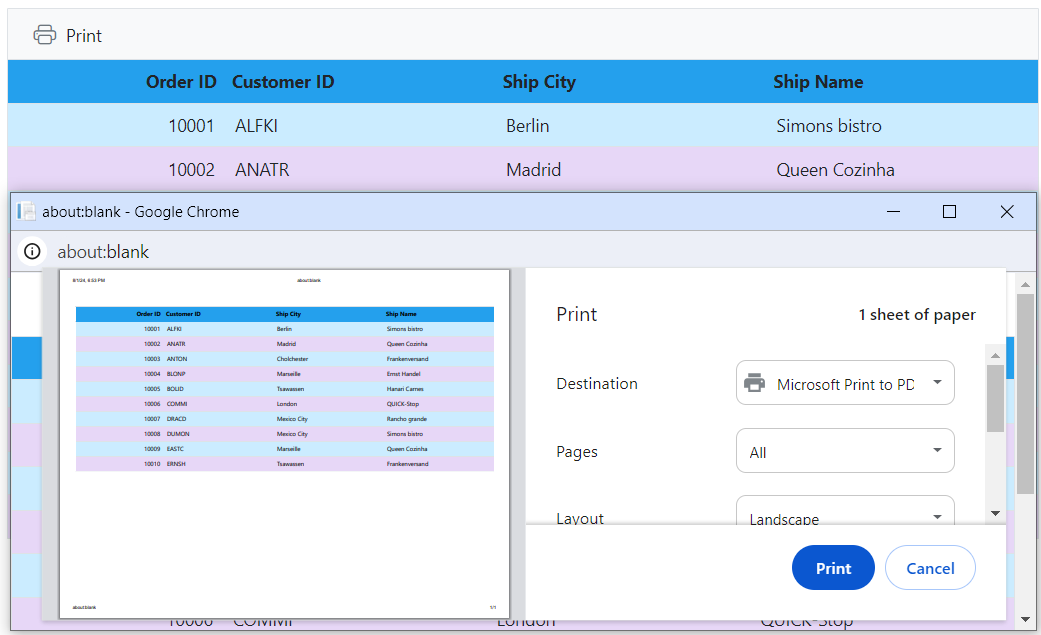 Print
Order ID Customer ID Ship City Ship Name
10001 ALFKI Berlin Simons bistro
10002 ANATR Madrid Queen Cozinha
about:blank - Google Chrome
about:blank
8/1/24, 8:53 PM about:blank
Order ID Customer ID Ship City Ship Name
10001 ALFKI Berlin Simons bistro
10002 ANATR Madrid Queen Cozinha
10003 ANTON Cholchester Frankenversand
10004 BLONP Marseille Ernst Handel
10005 BOLID Tsawassen Hanari Carnes
10006 COMMI London QUICK-Stop
10007 DRACD Mexico City Rancho grande
10008 DUMON Mexico City Simons bistro
10009 EASTC Marseille Queen Cozinha
10010 ERNSH Tsawassen Frankenversand
about:blank 1/1
Print 1 sheet of paper
Destination Microsoft Print to PD
Pages All
Layout Landscape
Print Cancel
10006 COMMI London QUICK-Stop